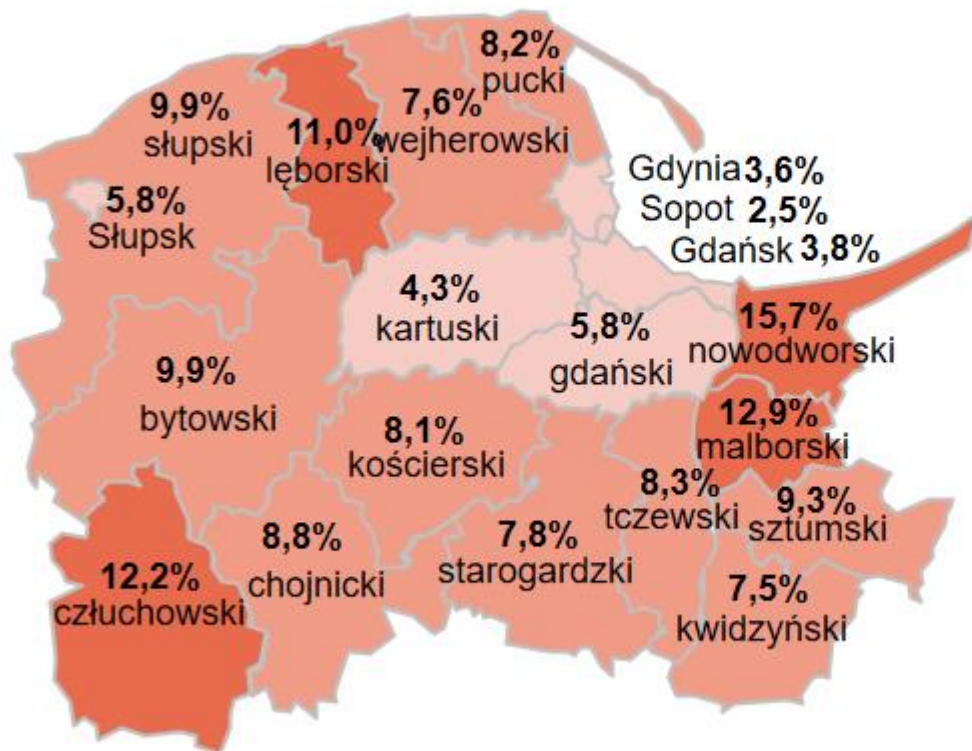 8,2%
pucki
9,9%
słupski
7,6%
wejherowski
11,0%
lęborski
Gdynia 3,6%
Sopot 2,5%
Gdańsk 3,8%
5,8%
Słupsk
4,3%
kartuski
5,8%
gdański
15,7%
nowodworski
9,9%
bytowski
12,9%
malborski
8,1%
kościerski
8,3%
tczewski
9,3%
sztumski
8,8%
chojnicki
7,8%
starogardzki
12,2%
człuchowski
7,5%
kwidzyński